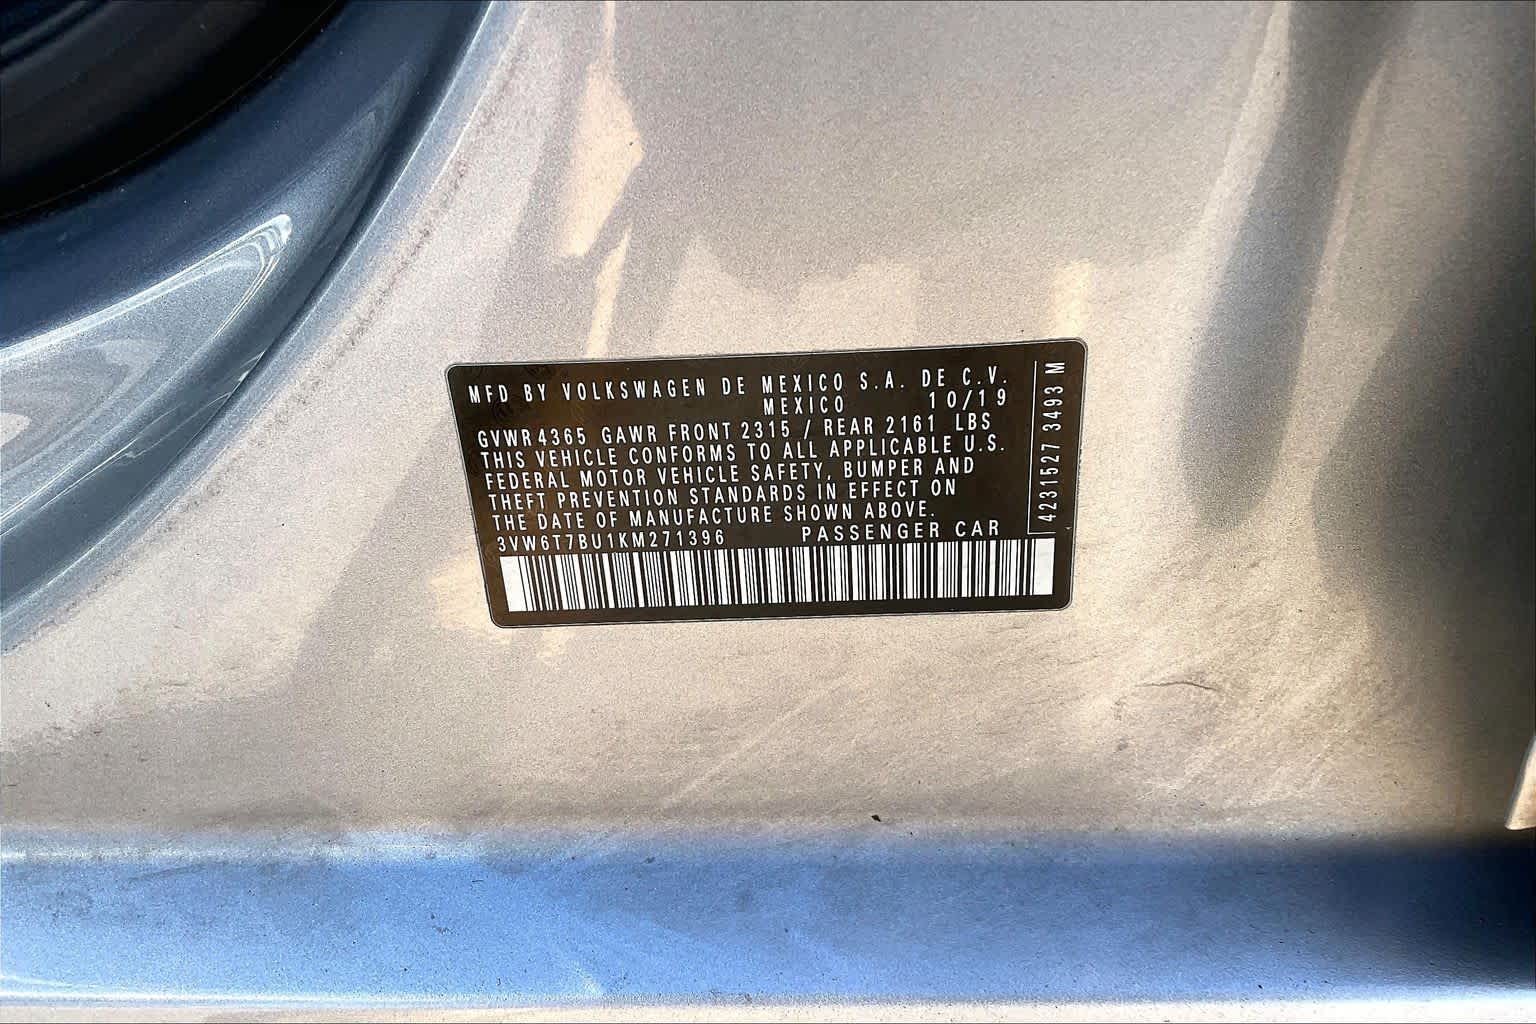 MFD BY VOLKSWAGEN DE MEXICO S.A. DE C.V.
MEXICO 10/19
GVWR 4365 GAWR FRONT 2315 / REAR 2161 LBS
THIS VEHICLE CONFORMS TO ALL APPLICABLE U.S.
FEDERAL MOTOR VEHICLE SAFETY, BUMPER AND
THEFT PREVENTION STANDARDS IN EFFECT ON
THE DATE OF MANUFACTURE SHOWN ABOVE.
3VW6T7BU1KM271396 PASSENGER CAR
4231527 3493 M